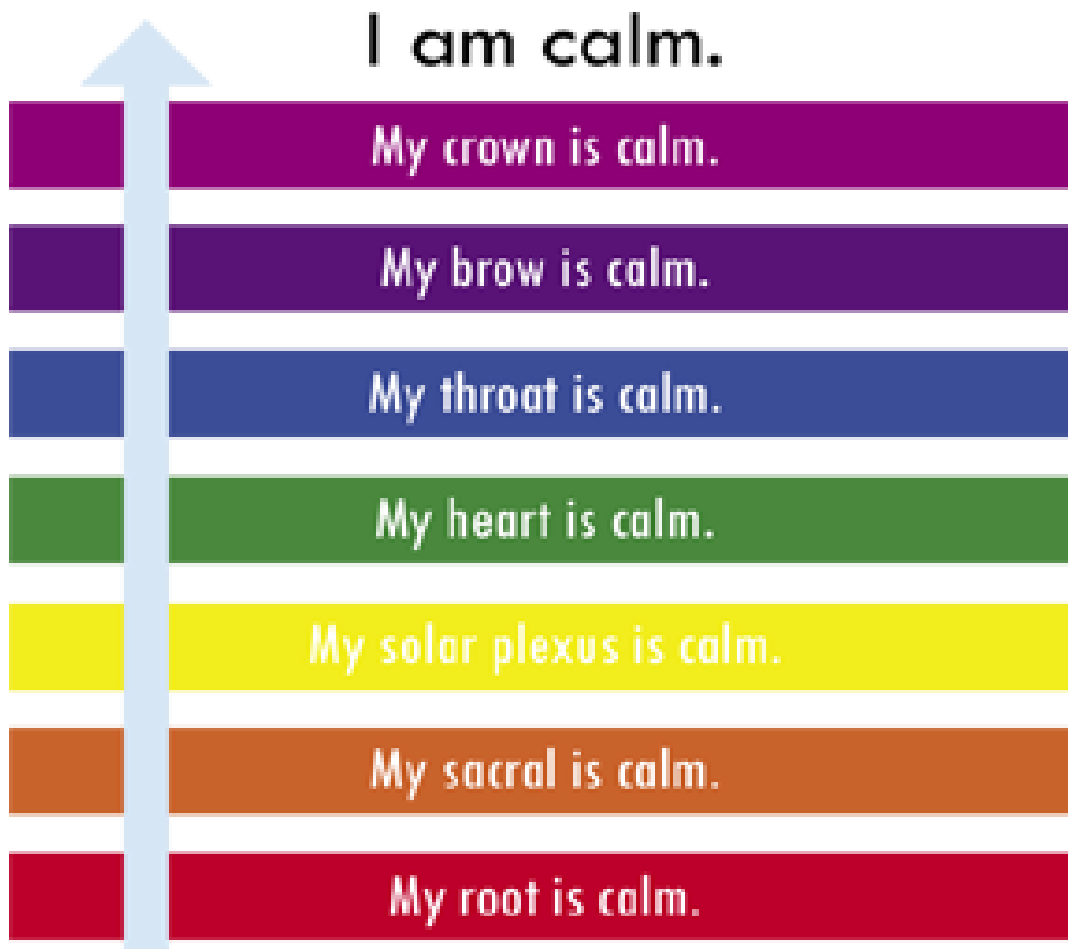 I am calm.
My crown is calm.
My brow is calm.
My throat is calm.
My heart is calm.
My solar plexus is calm.
My sacral is calm.
My root is calm.